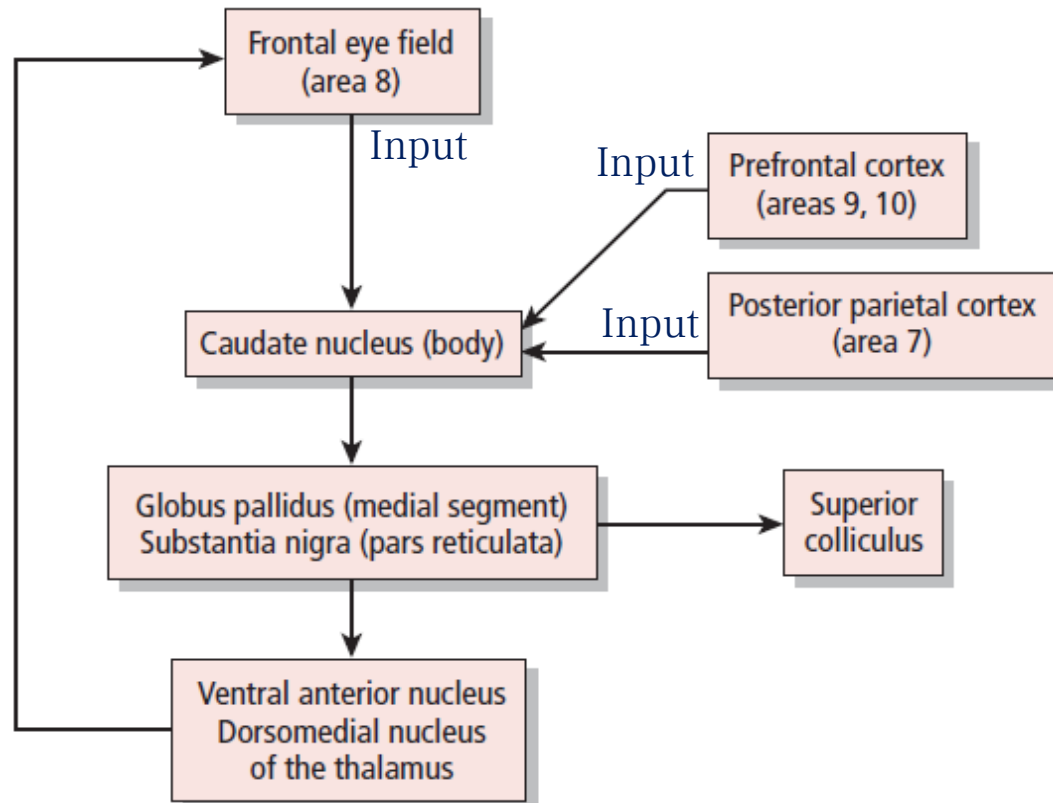 Frontal eye field
(area 8)
Input
Input
Prefrontal cortex
(areas 9, 10)
Input
Posterior parietal cortex
(area 7)
Caudate nucleus (body)
Globus pallidus (medial segment)
Substantia nigra (pars reticulata)
Superior
colliculus
Ventral anterior nucleus
Dorsomedial nucleus
of the thalamus